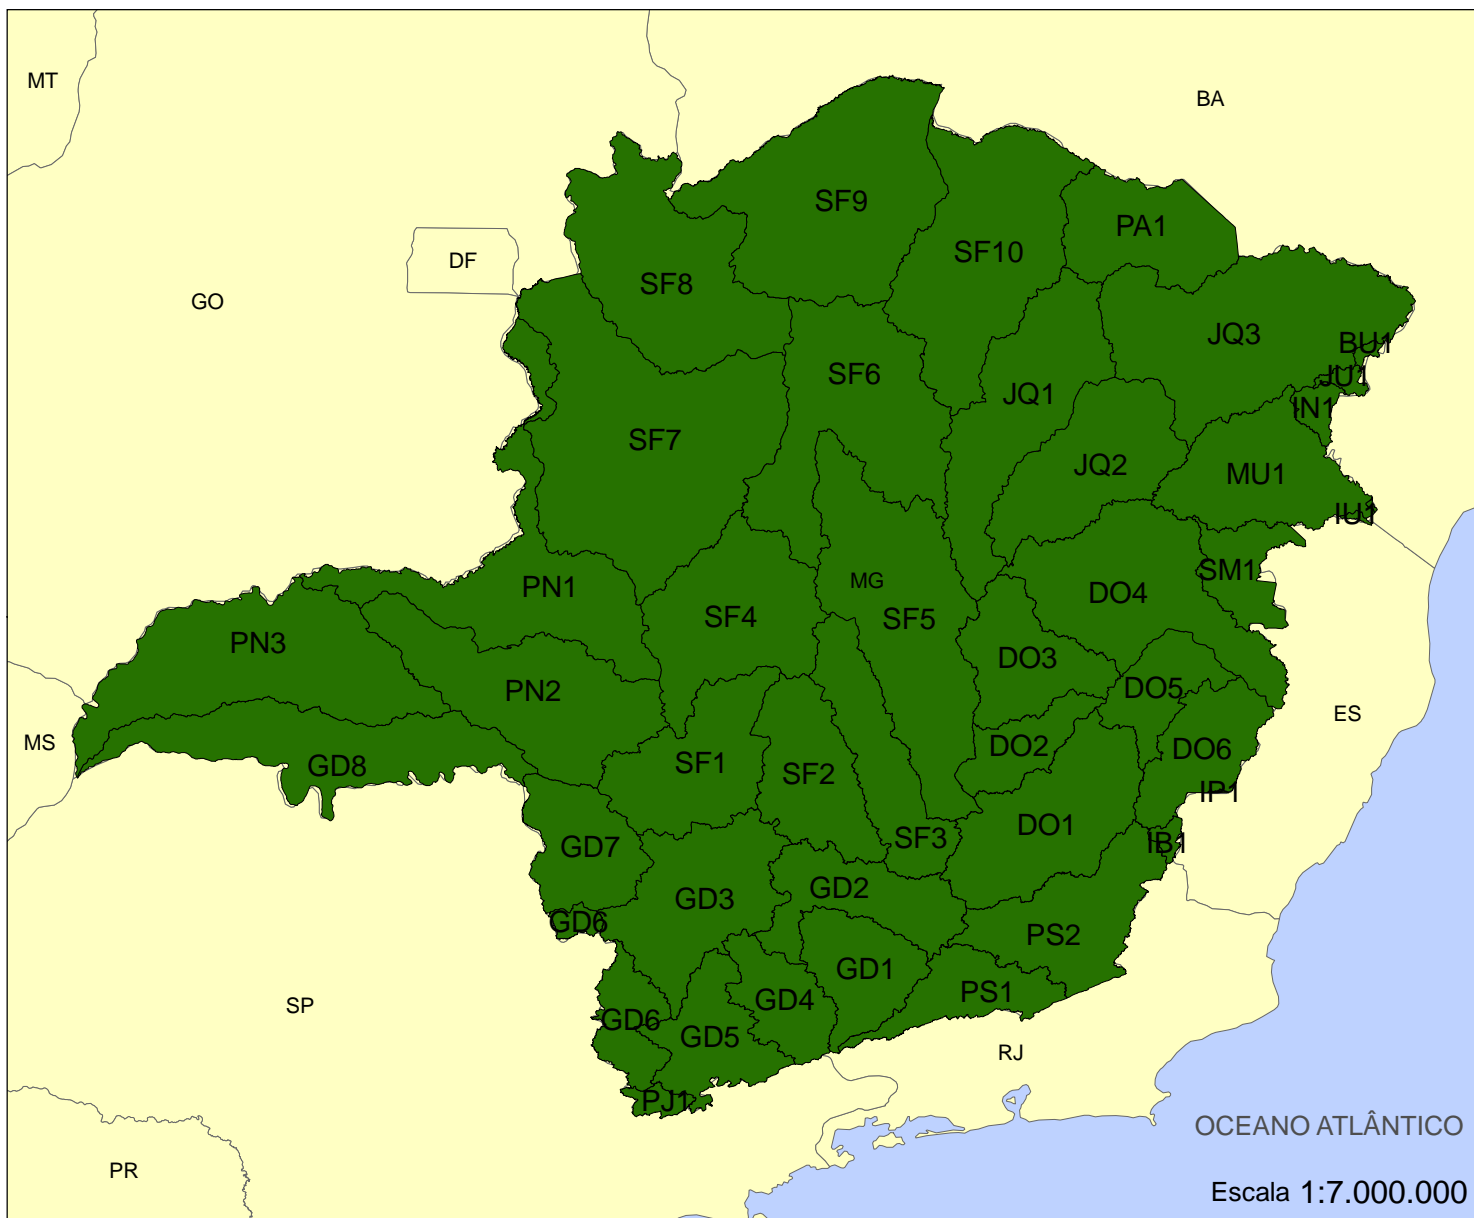 MT
BA
SF9
PA1
SF10
DF
SF8
GO
JQ3
BU1
SF6
JU1
JQ1
IN1
SF7
JQ2
MU1
IU1
SM1
MG
PN1
DO4
SF4
SF5
PN3
DO3
PN2
DO5
ES
MS
DO2
DO6
GD8
SF1
SF2
IP1
DO1
SF3
IB1
GD7
GD2
GD3
GD6
PS2
GD1
PS1
GD4
SP
GD6
GD5
RJ
PJ1
OCEANO ATLÂNTICO
PR
Escala 1:7.000.000